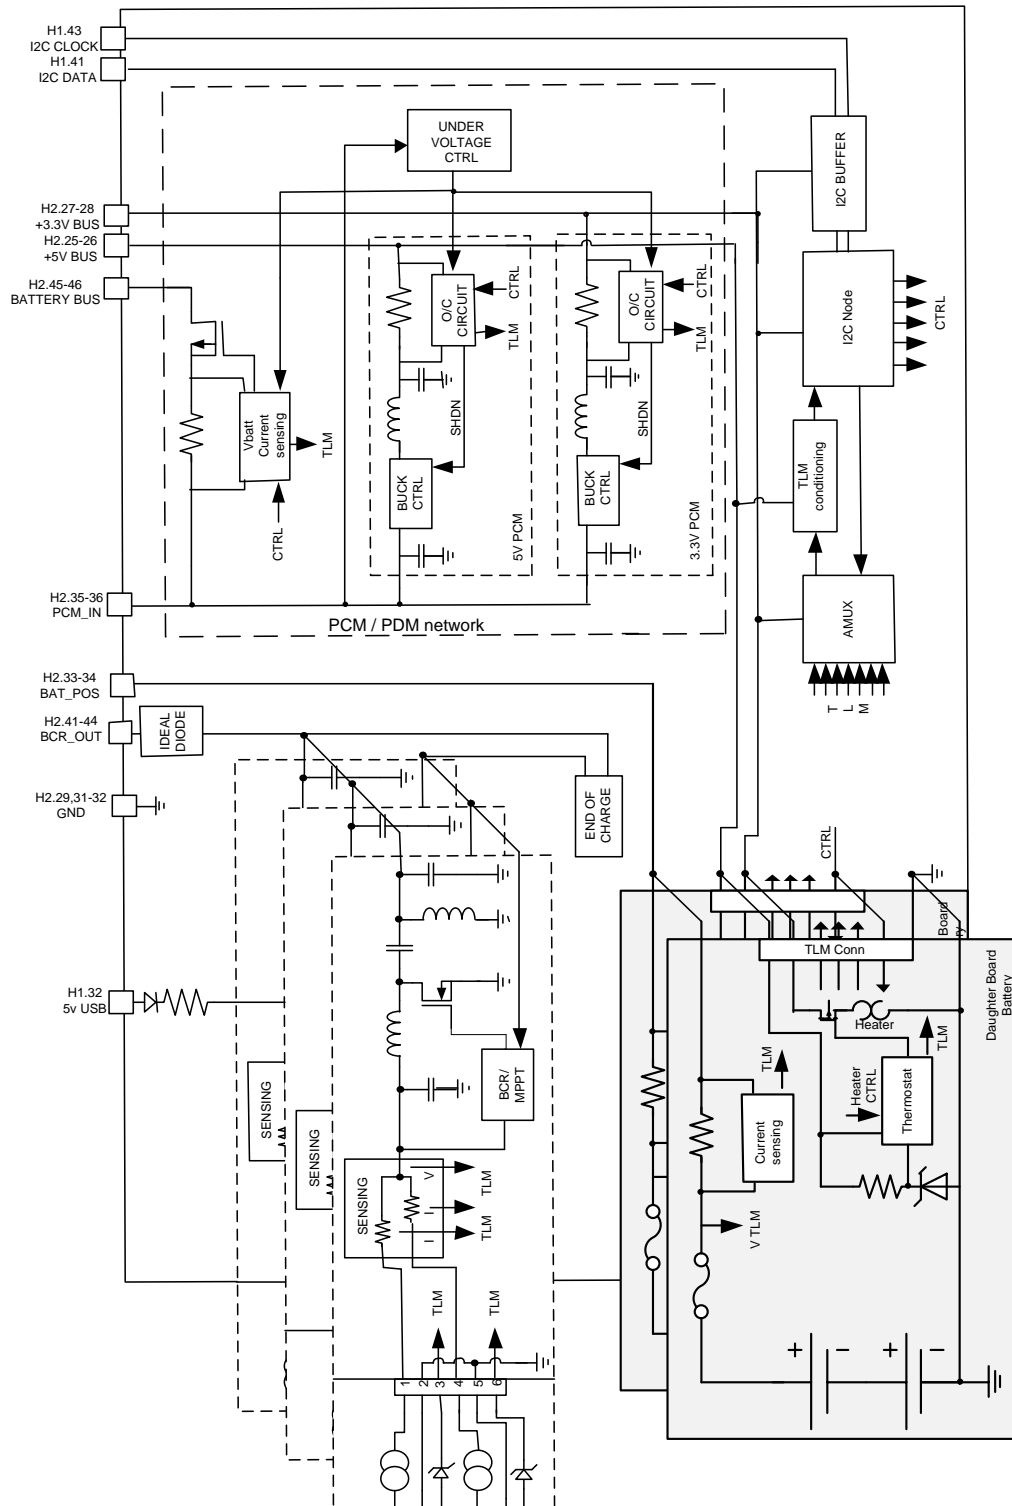 H1.43
I2C CLOCK
H1.41
I2C DATA
UNDER
VOLTAGE
CTRL
I2C BUFFER
H2.27-28
+3.3V BUS
H2.25-26
+5V BUS
H2.45-46
BATTERY BUS
O/C
CIRCUIT
CTRL
TLM
SHDN
BUCK
CTRL
5V PCM
O/C
CIRCUIT
CTRL
TLM
SHDN
BUCK
CTRL
3.3V PCM
Vbatt
Current
sensing
TLM
CTRL
I2C Node
CTRL
TLM
conditioning
AMUX
T
L
M
H2.35-36
PCM_IN
PCM / PDM network
H2.33-34
BAT_POS
H2.41-44
BCR_OUT
IDEAL
DIODE
H2.29,31-32
GND
END OF
CHARGE
CTRL
H1.32
5v USB
BCR/
MPPT
SENSING
SENSING
SENSING
V
I
I
TLM
TLM
TLM
TLM
TLM
1
2
3
4
5
6
Board
ry
TLM Conn
Daughter Board
Battery
Heater
TLM
Heater
CTRL
Thermostat
TLM
Current
sensing
V TLM
+
-
+
-